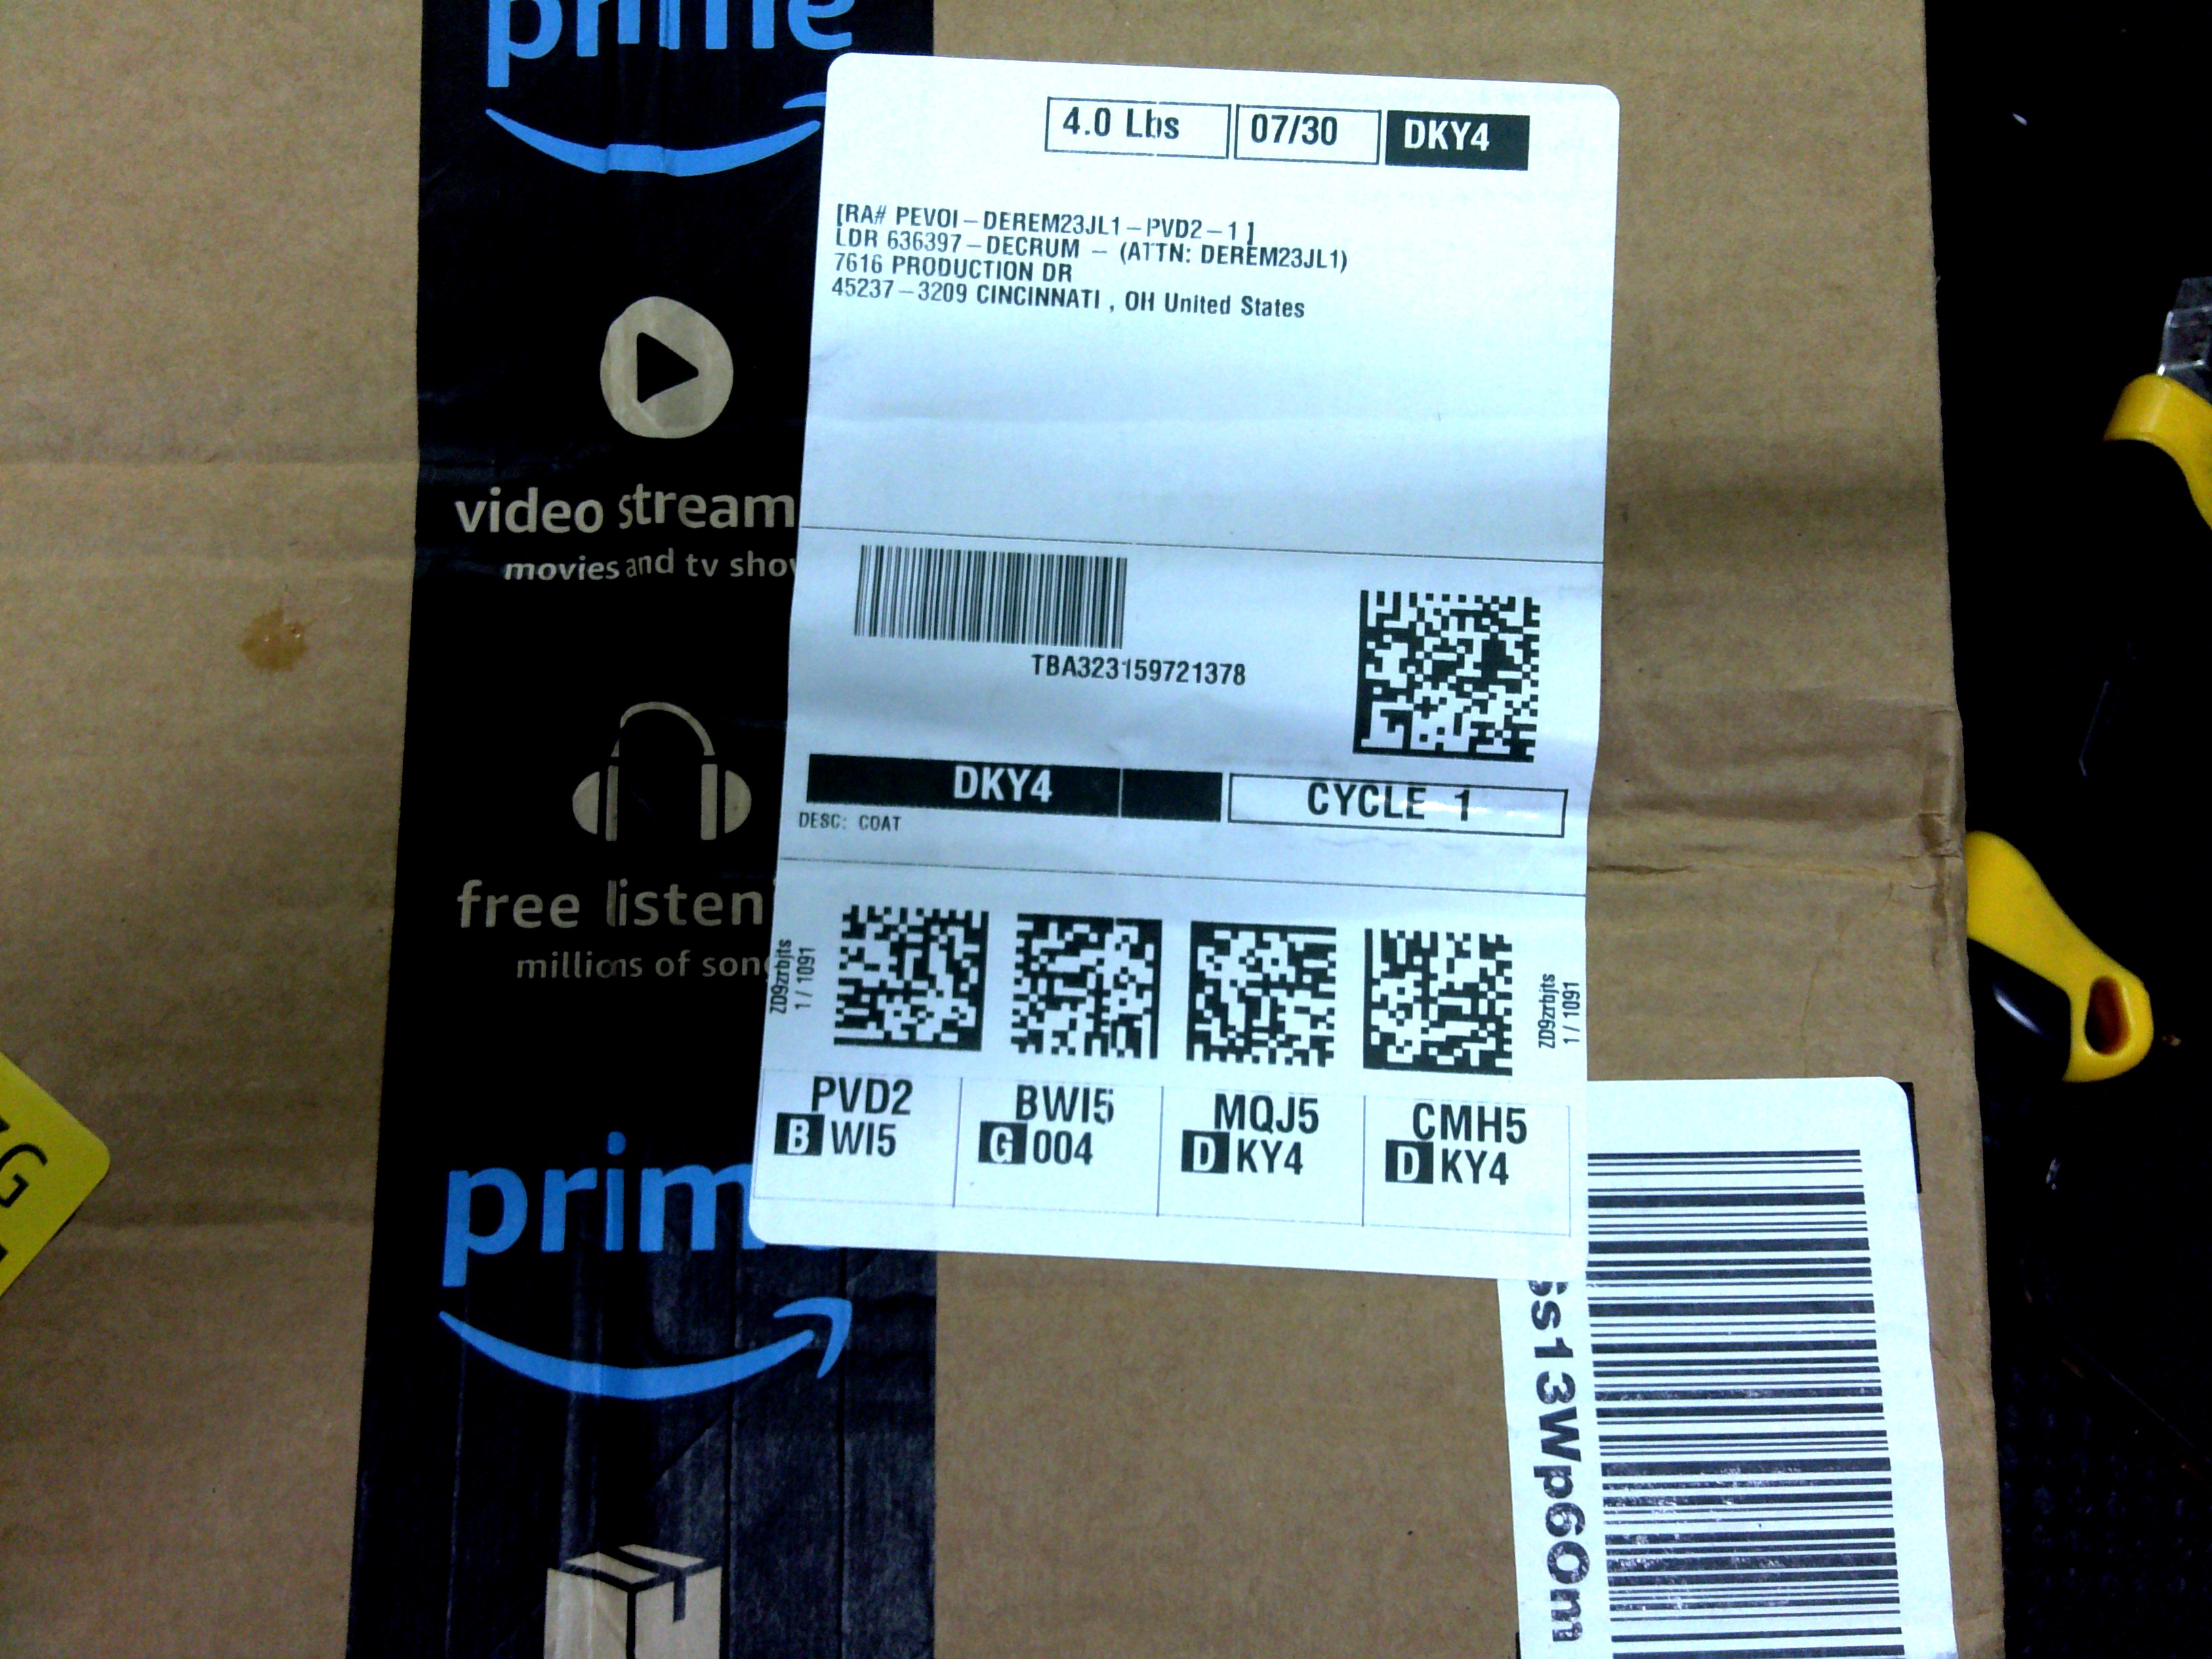 prime
4.0 Lbs 07/30 DKY4
[RA# PEVOI-DEREM23JL1-PVD2-1 ]
LDR 636397-DECRUM - (ATTN: DEREM23JL1)
7616 PRODUCTION DR
45237-3209 CINCINNATI , OH United States
video stream
movies and tv show
TBA323159721378
DKY4 CYCLE 1
DESC: COAT
free listeni
millions of song
ZD9zrbjts
1 / 1091
ZD9zrbjts
1 / 1091
PVD2
B WI5
BWI5
G 004
MQJ5
D KY4
CMH5
D KY4
prime
s13Wp6Om